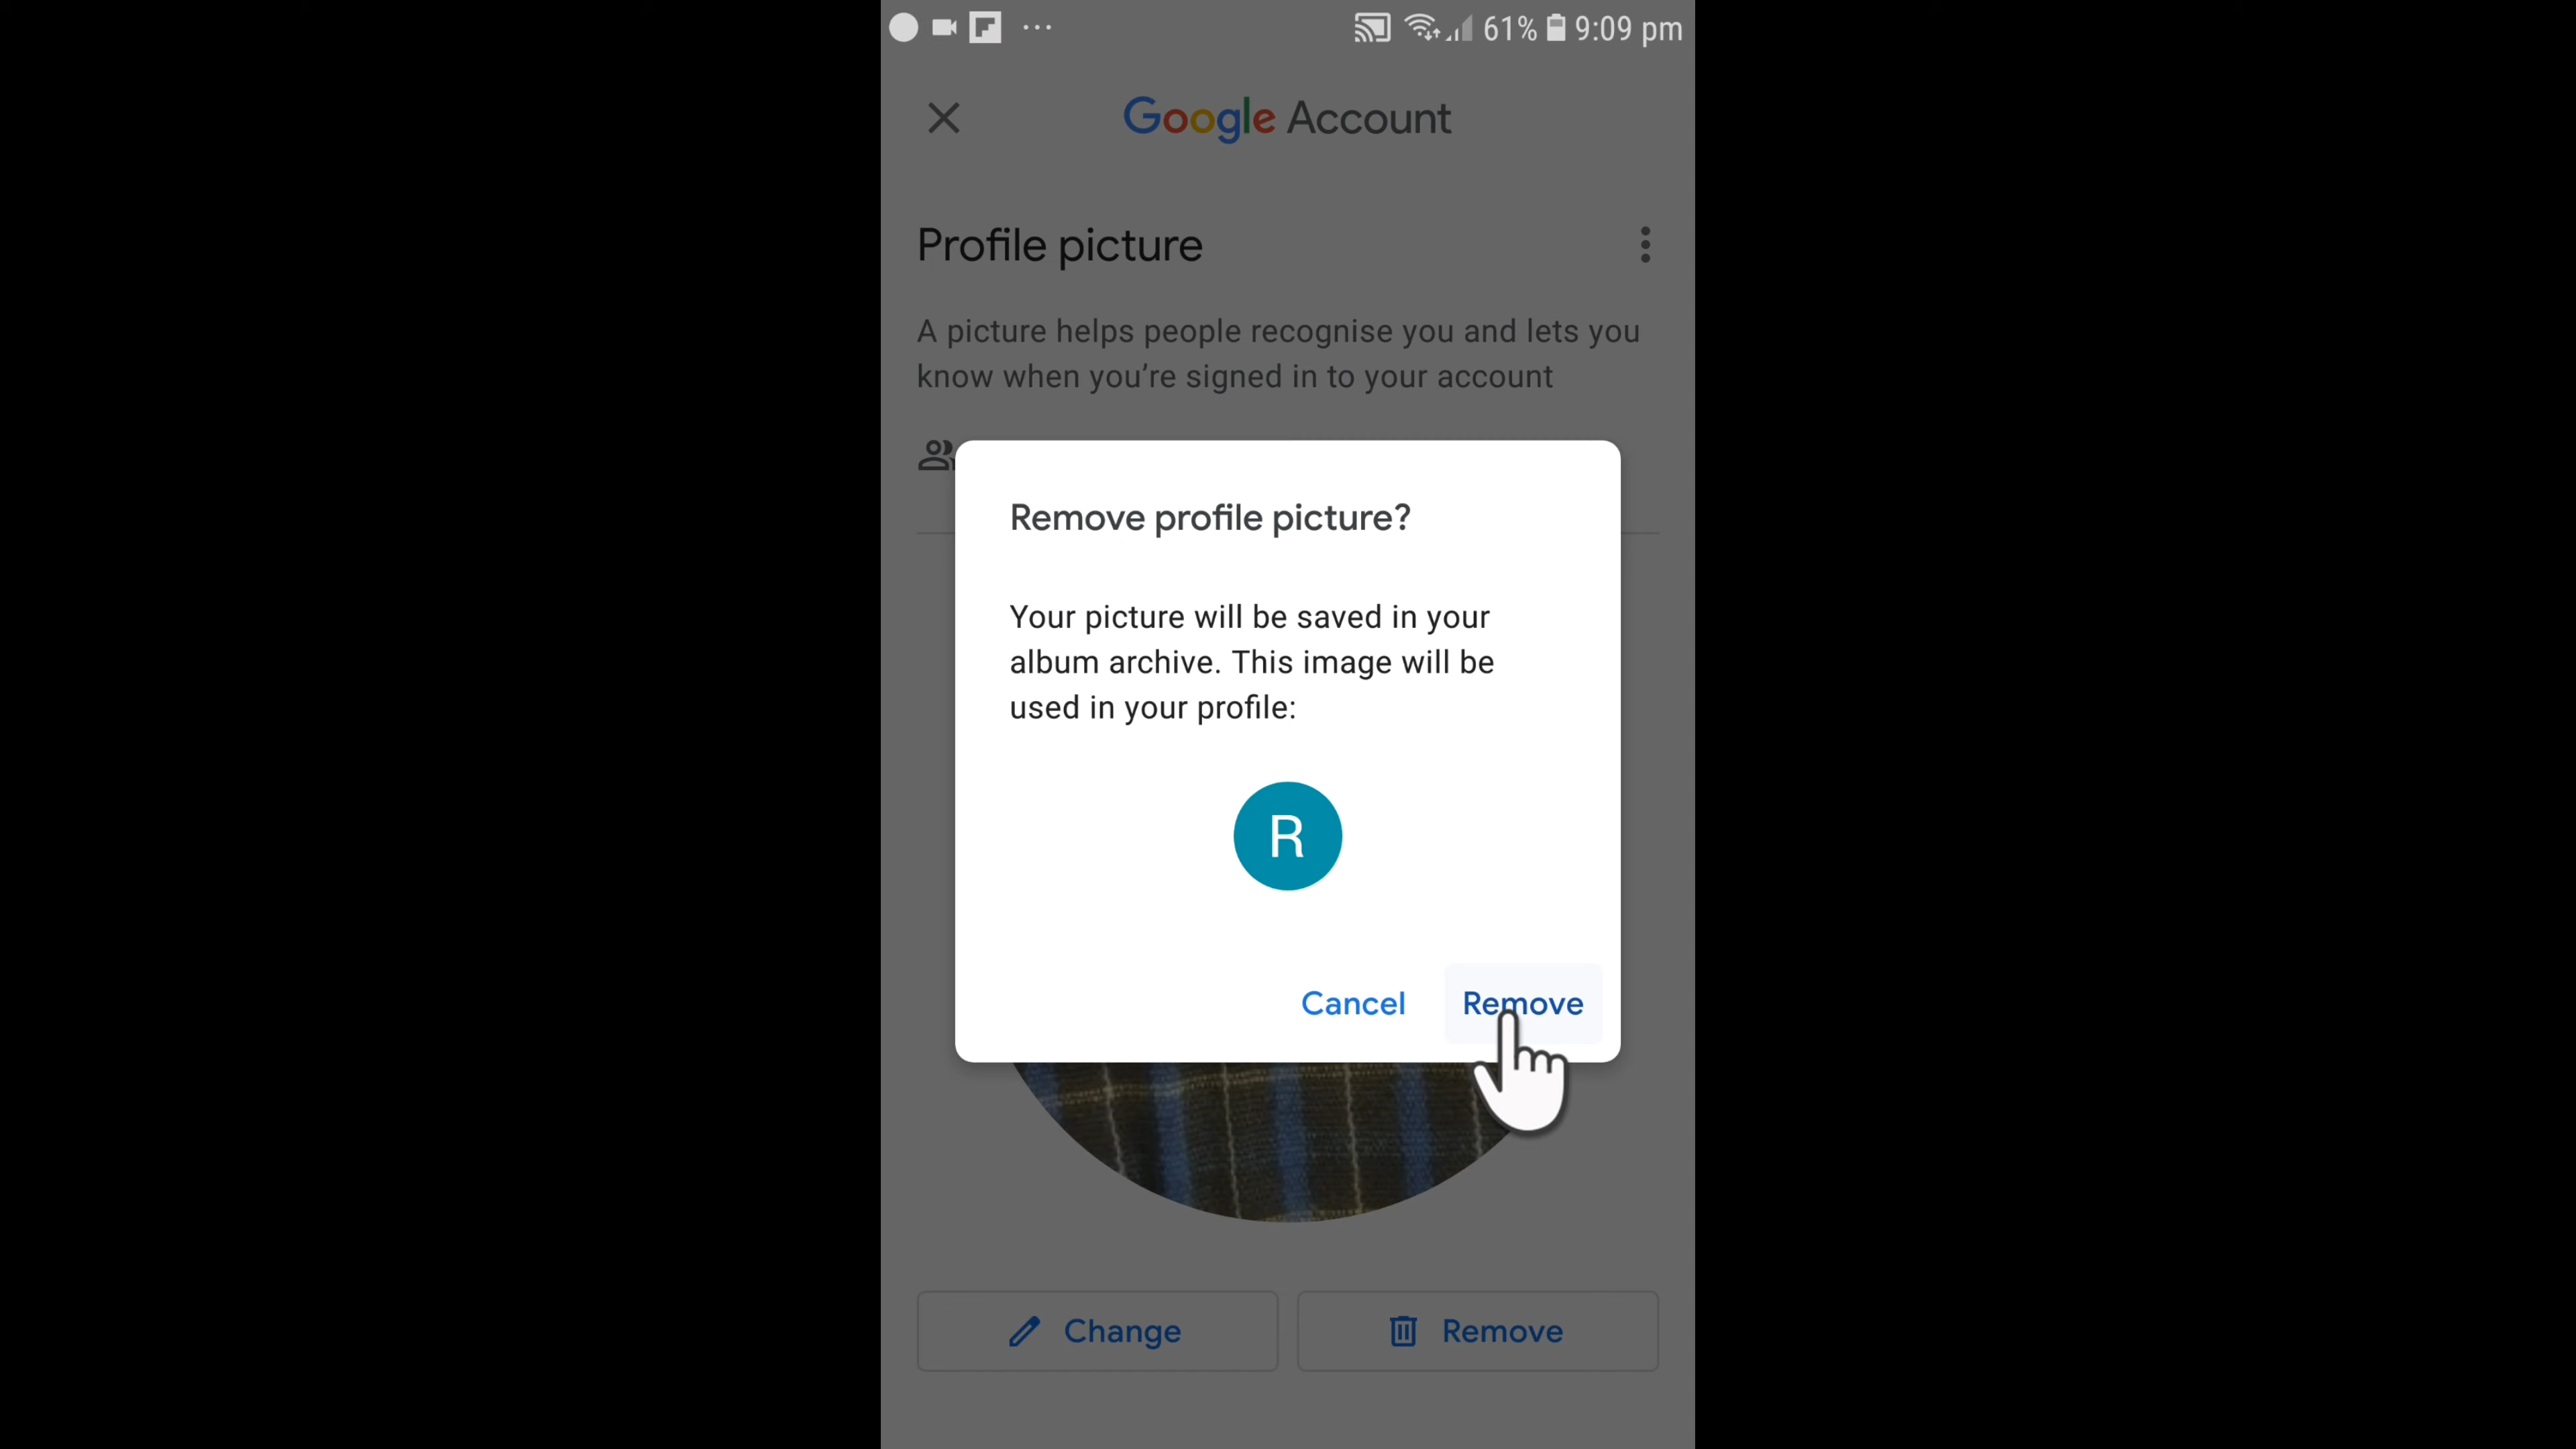 61% 9:09 pm
Google Account
Profile picture
A picture helps people recognise you and lets you
know when you’re signed in to your account
Remove profile picture?
Your picture will be saved in your
album archive. This image will be
used in your profile:
R
Cancel Remove
Change Remove